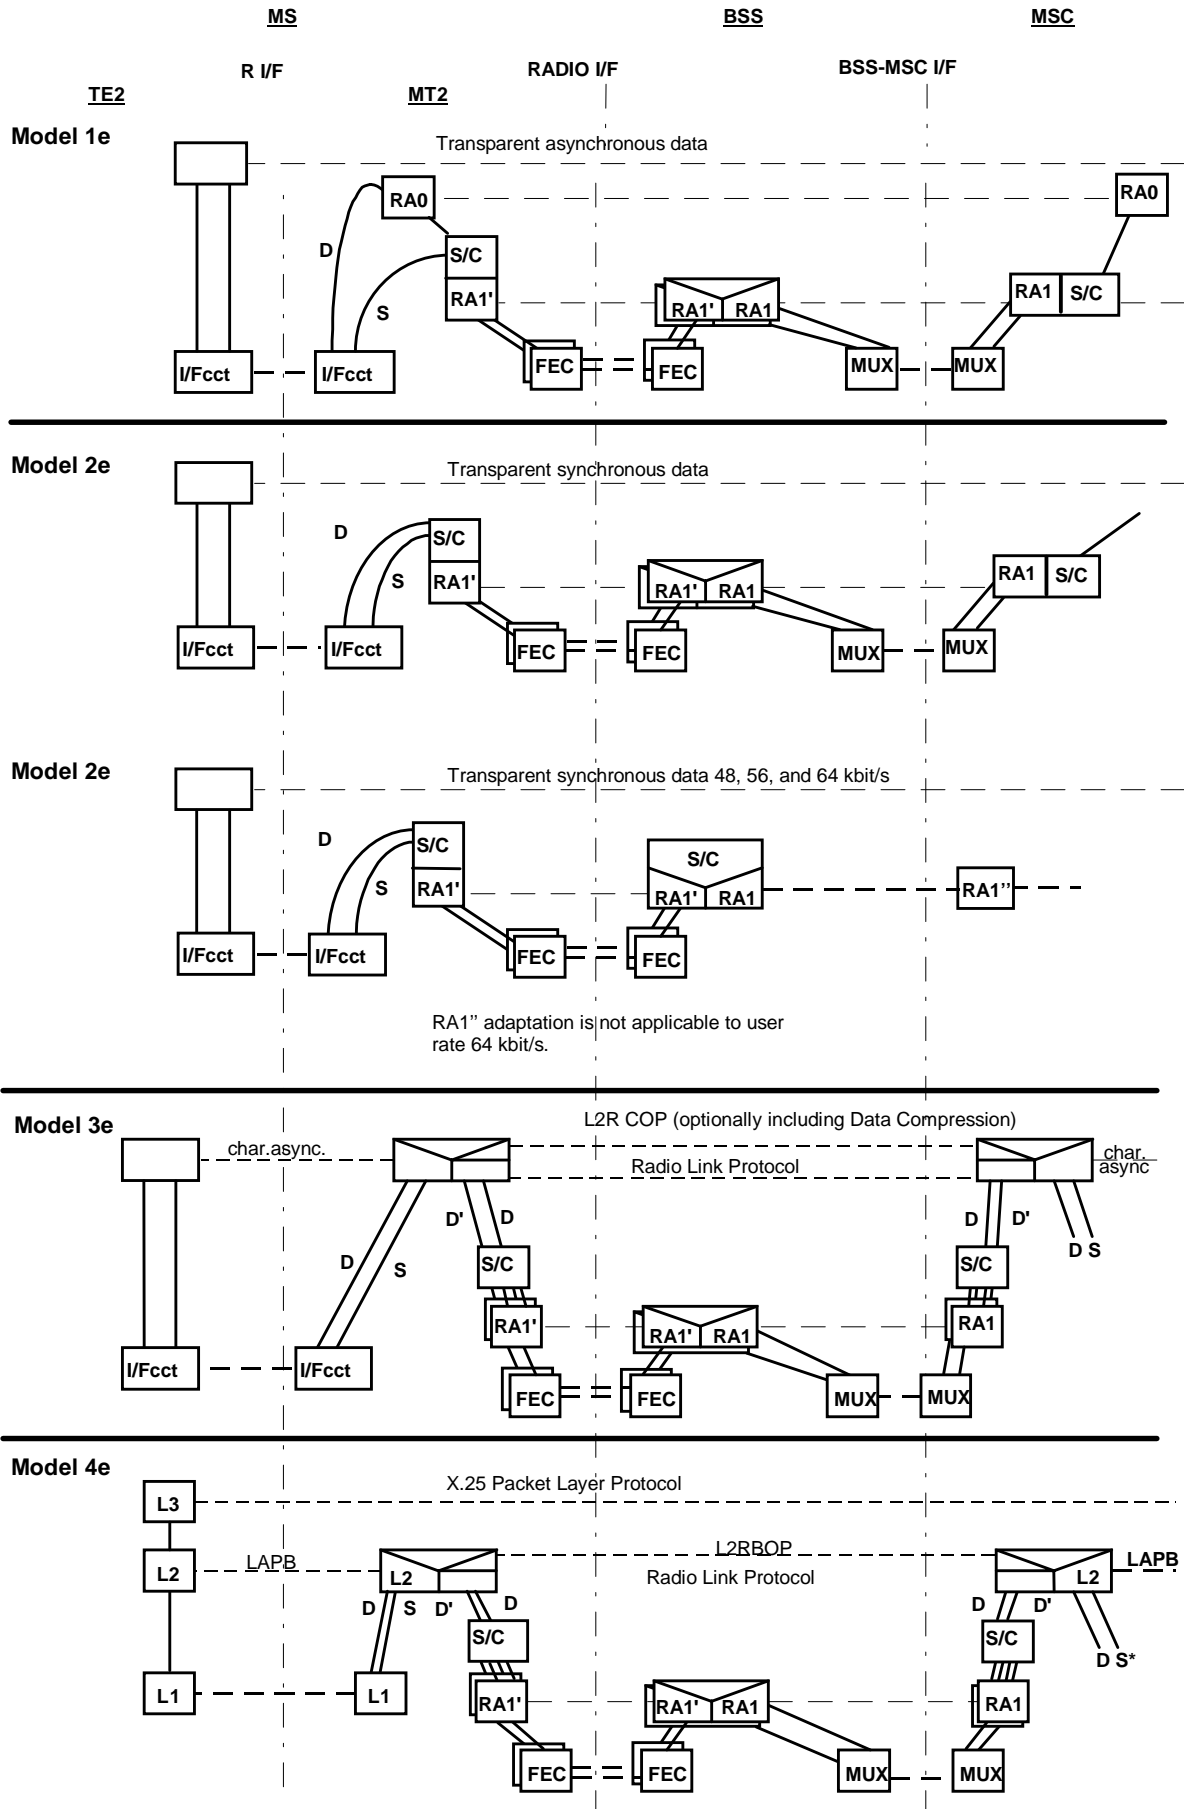 MS BSS MSC
R I/F RADIO I/F BSS-MSC I/F
TE2 MT2
Model 1e
Transparent asynchronous data
RA0 RA0
D S/C
RA1' RA1' RA1 RA1 S/C
S
I/Fcct I/Fcct FEC FEC MUX MUX
Model 2e
Transparent synchronous data
D S/C
S RA1' RA1' RA1 RA1 S/C
I/Fcct I/Fcct FEC FEC MUX MUX
Model 2e
Transparent synchronous data 48, 56, and 64 kbit/s
D S/C S/C
S RA1' RA1' RA1 RA1''
I/Fcct I/Fcct FEC FEC
RA1'' adaptation is not applicable to user
rate 64 kbit/s.
Model 3e
L2R COP (optionally including Data Compression)
char.async. char.
Radio Link Protocol async
D' D D D'
D S S/C S/C D S
RA1' RA1' RA1 RA1
I/Fcct I/Fcct FEC FEC MUX MUX
Model 4e
X.25 Packet Layer Protocol
L3
LAPB L2RBOP LAPB
L2 L2 Radio Link Protocol L2
D S D' D D D'
S/C S/C
D S*
L1 L1 RA1' RA1' RA1 RA1
FEC FEC MUX MUX